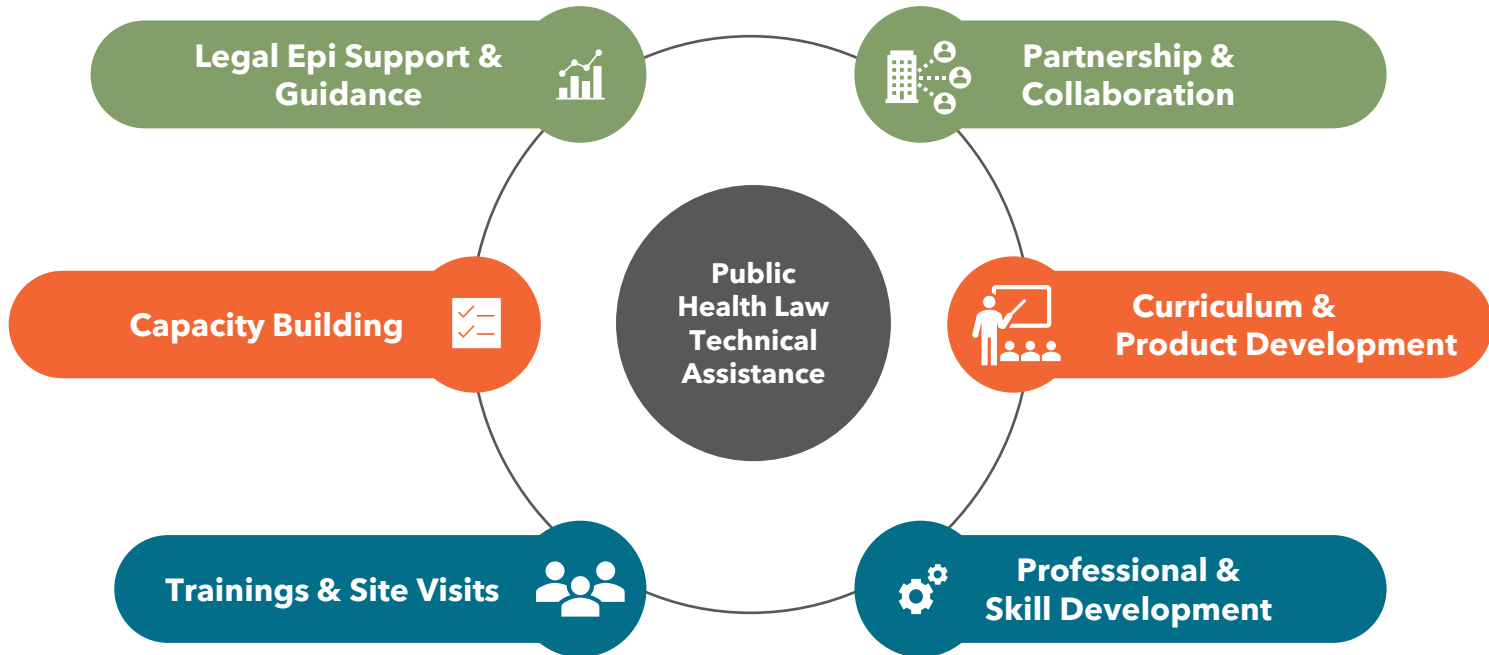 Legal Epi Support &
Guidance
Partnership &
Collaboration
Capacity Building
Public
Health Law
Technical
Assistance
Curriculum &
Product Development
Trainings & Site Visits
Professional &
Skill Development